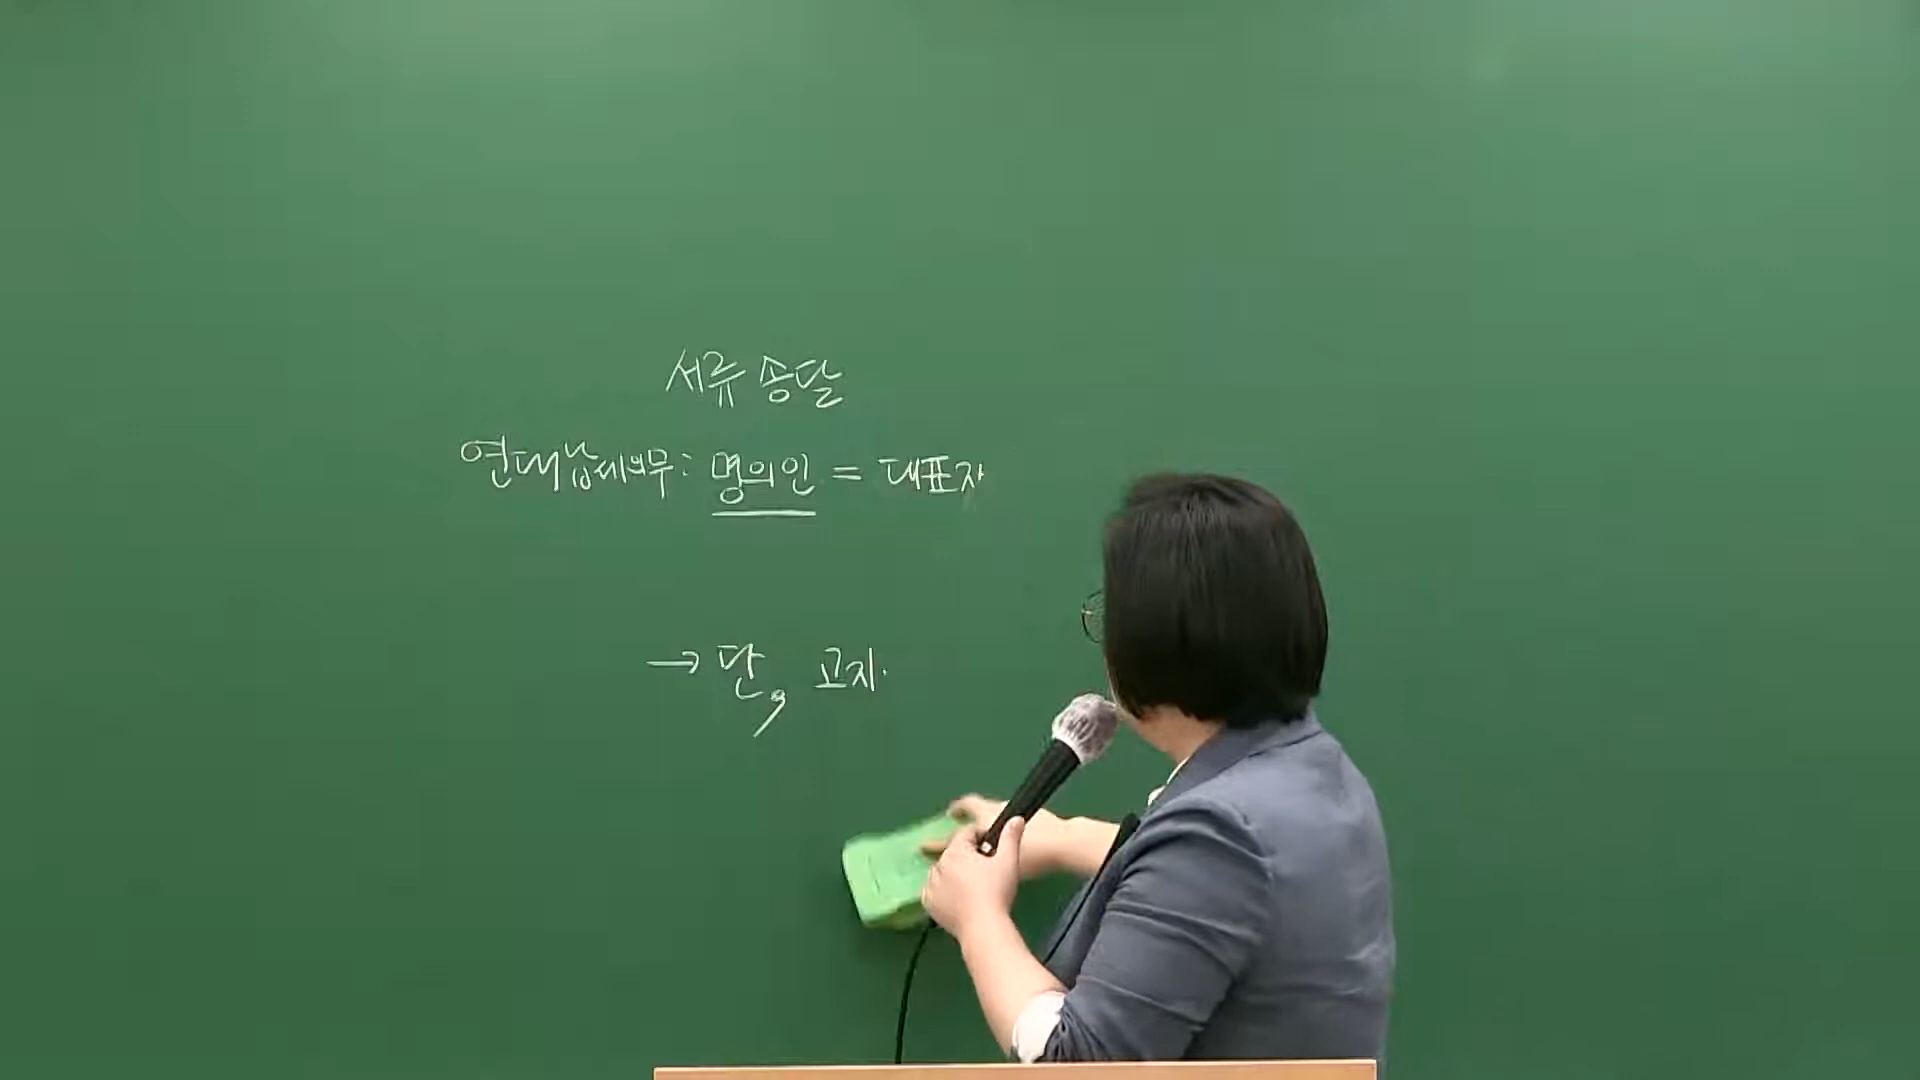 서류 송달
연대납세의무: 명의인 = 대표자
→ 단, 고지.